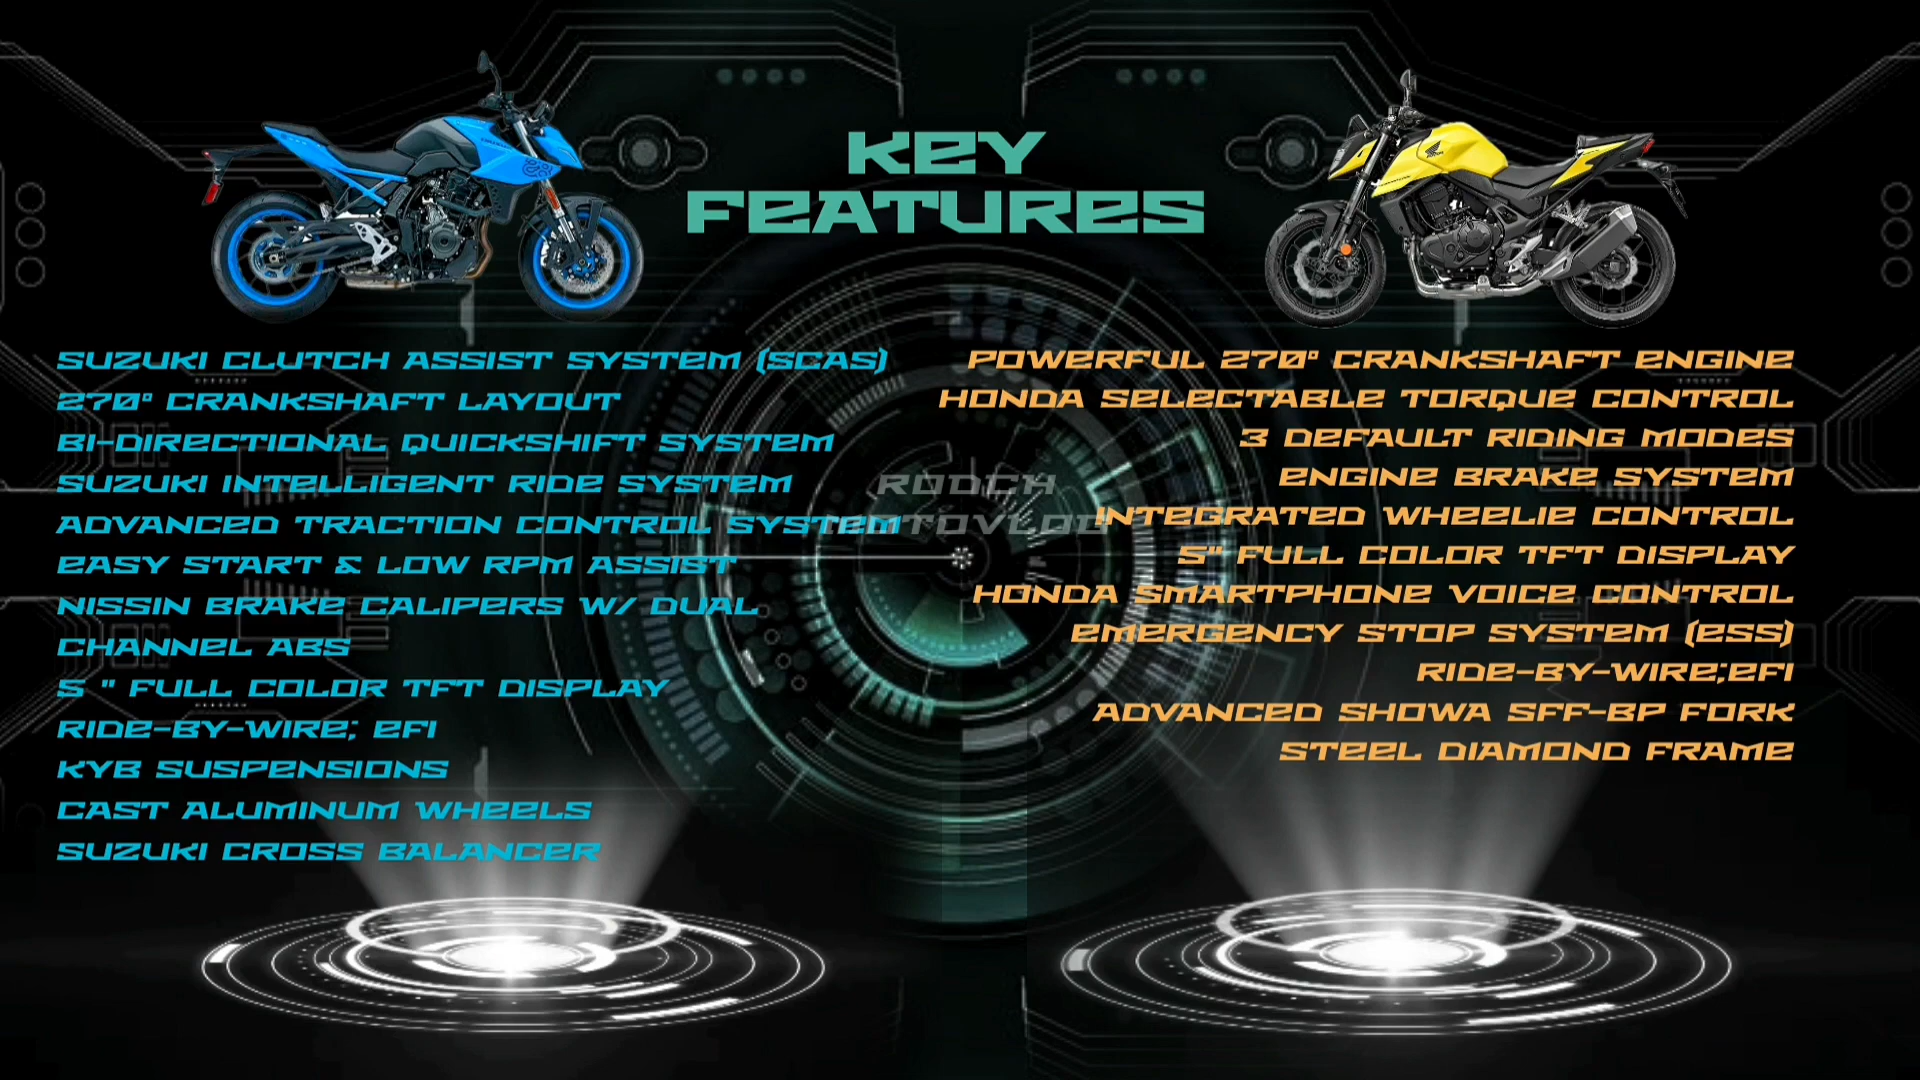 KEY
FEATURES
SUZUKI CLUTCH ASSIST SYSTEM (SCAS)
270° CRANKSHAFT LAYOUT
BI-DIRECTIONAL QUICKSHIFT SYSTEM
SUZUKI INTELLIGENT RIDE SYSTEM
ADVANCED TRACTION CONTROL SYSTEM
EASY START & LOW RPM ASSIST
NISSIN BRAKE CALIPERS W/ DUAL
CHANNEL ABS
5 " FULL COLOR TFT DISPLAY
RIDE-BY-WIRE; EFI
KYB SUSPENSIONS
CAST ALUMINUM WHEELS
SUZUKI CROSS BALANCER
RODCH
MOTOVLOG
POWERFUL 270° CRANKSHAFT ENGINE
HONDA SELECTABLE TORQUE CONTROL
3 DEFAULT RIDING MODES
ENGINE BRAKE SYSTEM
INTEGRATED WHEELIE CONTROL
5" FULL COLOR TFT DISPLAY
HONDA SMARTPHONE VOICE CONTROL
EMERGENCY STOP SYSTEM (ESS)
RIDE-BY-WIRE;EFI
ADVANCED SHOWA SFF-BP FORK
STEEL DIAMOND FRAME